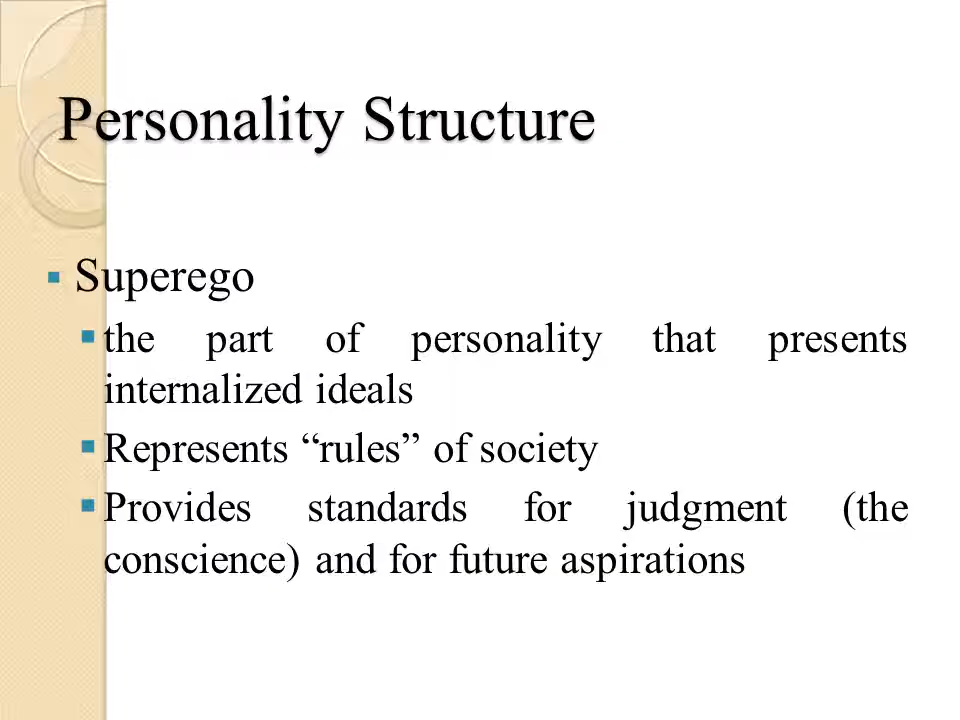 Personality Structure
Superego
the part of personality that presents
internalized ideals
Represents “rules” of society
Provides standards for judgment (the
conscience) and for future aspirations